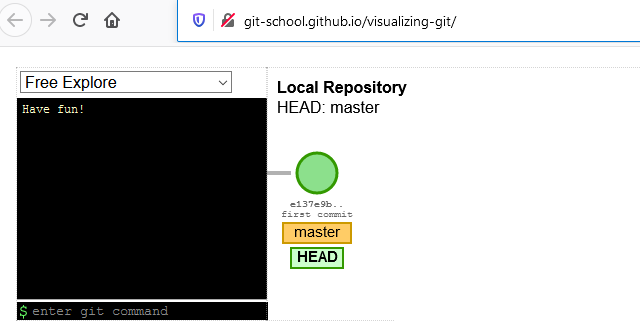 git-school.github.io/visualizing-git/
Free Explore
Have fun!
$ enter git command
Local Repository
HEAD: master
e137e9b..
first commit
master
HEAD